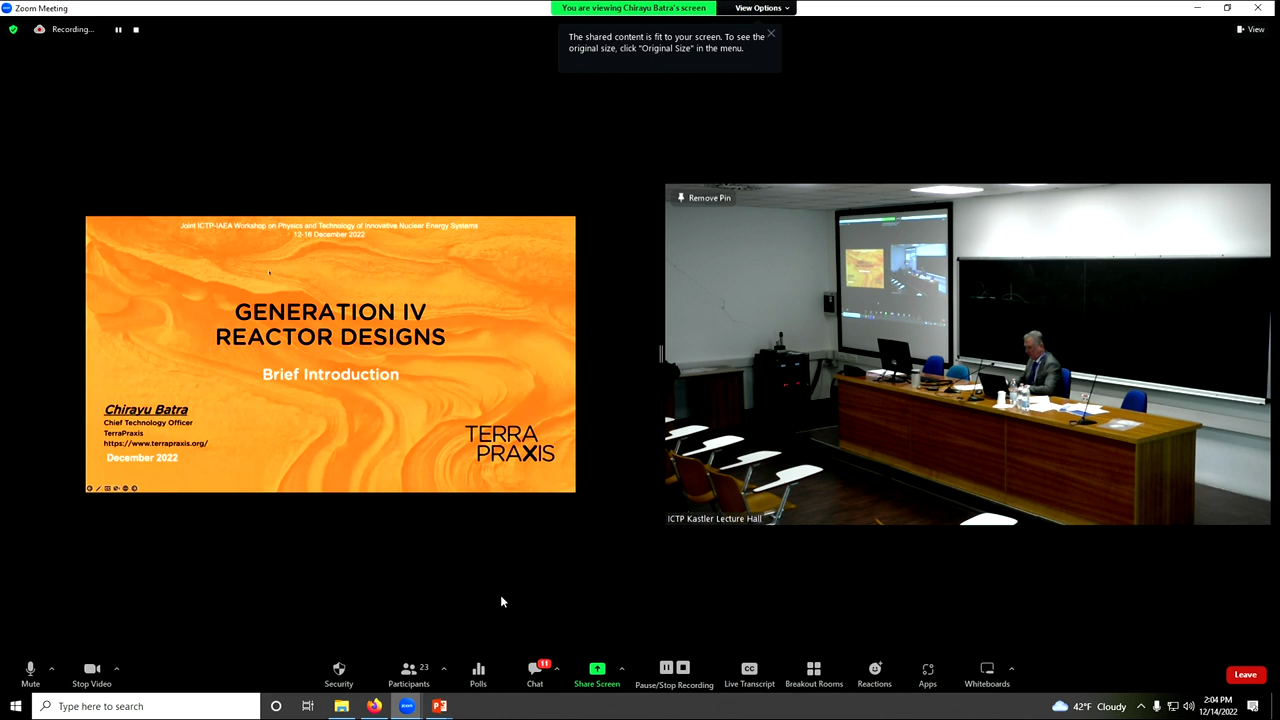 Zoom Meeting
You are viewing Chirayu Batra's screen
View Options
Recording...
The shared content is fit to your screen. To see the
original size, click "Original Size" in the menu.
View
Remove Pin
Joint ICTP-IAEA Workshop on Physics and Technology of Innovative Nuclear Energy Systems
12-16 December 2022
GENERATION IV
REACTOR DESIGNS
Brief Introduction
Chirayu Batra
Chief Technology Officer
TerraPraxis
https://www.terrapraxis.org/
December 2022
TERRA
PRAXIS
ICTP Kastler Lecture Hall
Mute
Stop Video
Security
Participants
23
Polls
Chat
11
Share Screen
Pause/Stop Recording
CC
Live Transcript
Breakout Rooms
Reactions
Apps
Whiteboards
Leave
Type here to search
zoom
42°F Cloudy
2:04 PM
12/14/2022